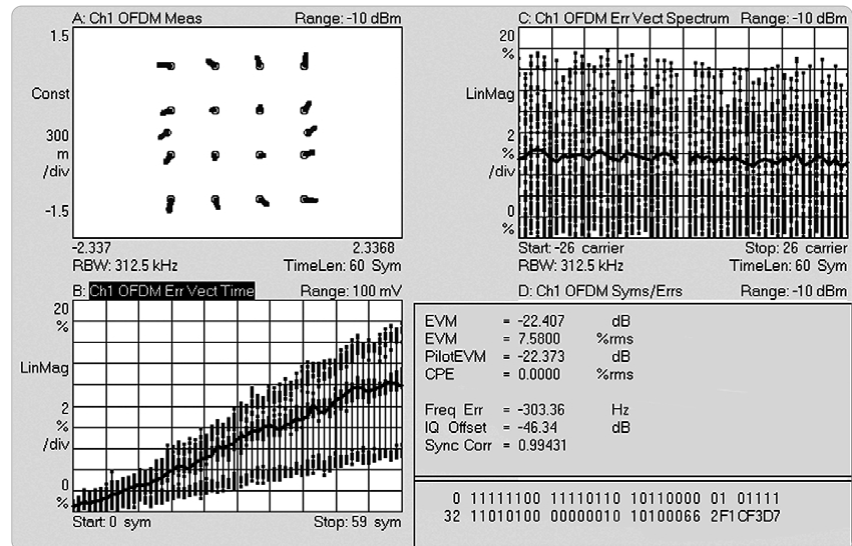 A: Ch1 OFDM Meas Range: -10 dBm
1.5
Const
300
m
/div
-1.5
-2.337 2.3368
RBW: 312.5 kHz TimeLen: 60 Sym
C: Ch1 OFDM Err Vect Spectrum Range: -10 dBm
20
%
LinMag
2
%
/div
0
%
Start: -26 carrier Stop: 26 carrier
RBW: 312.5 kHz TimeLen: 60 Sym
B: Ch1 OFDM Err Vect Time Range: 100 mV
20
%
LinMag
2
%
/div
0
%
Start: 0 sym Stop: 59 sym
D: Ch1 OFDM Syms/Errs Range: -10 dBm
EVM = -22.407 dB
EVM = 7.5800 %rms
PilotEVM = -22.373 dB
CPE = 0.0000 %rms
Freq Err = -303.36 Hz
IQ Offset = -46.34 dB
Sync Corr = 0.99431
0 11111100 11110110 10110000 01 01111
32 11010100 00000010 10100066 2F1CF3D7